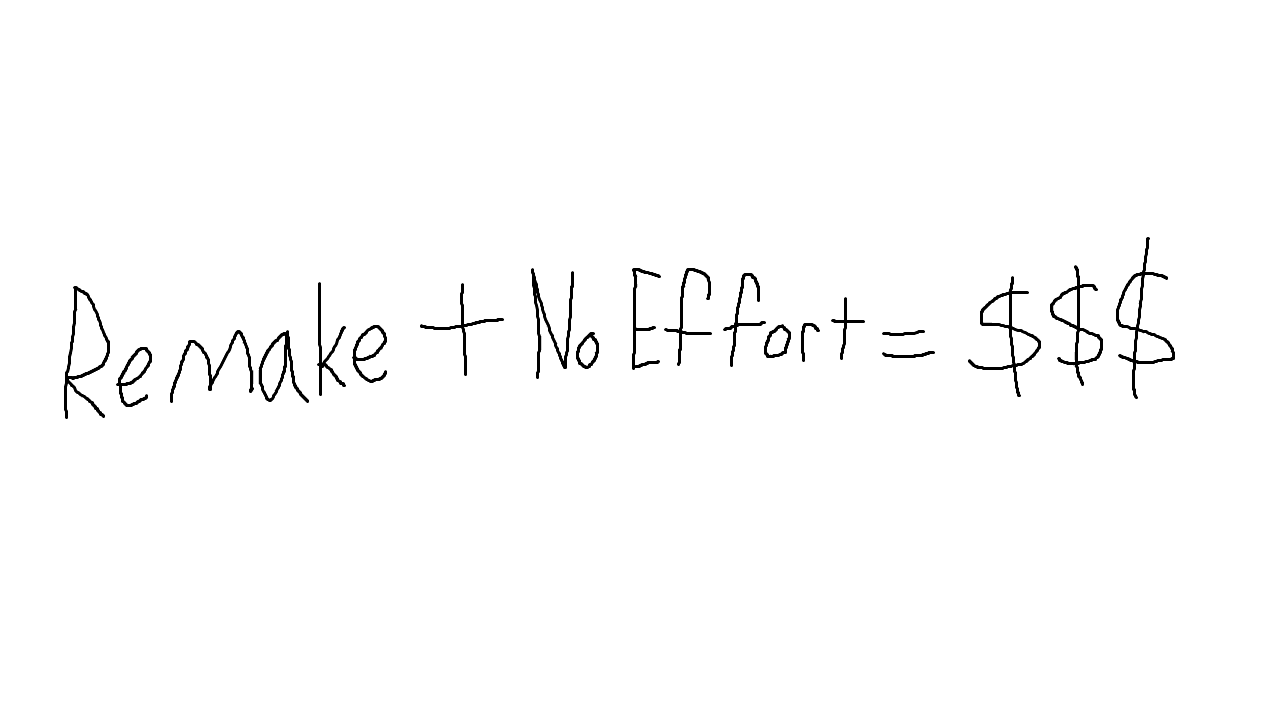 Remake + No Effort = $$$